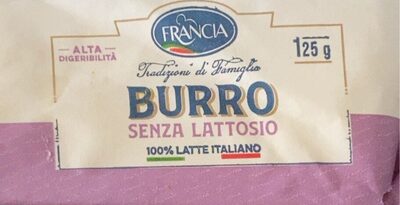 FRANCIA
ALTA
DIGERIBILITÀ
125 g
Tradizioni di Famiglia
BURRO
SENZA LATTOSIO
100% LATTE ITALIANO